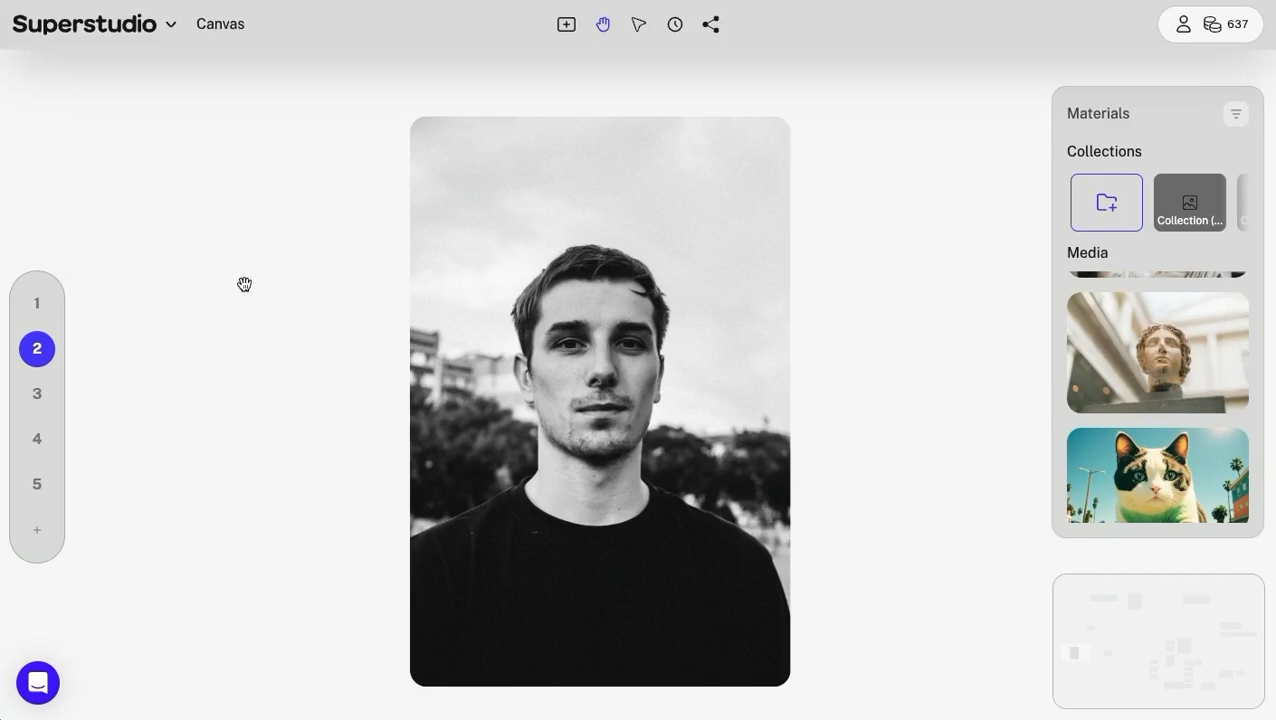 Superstudio
Canvas
637
Materials
Collections
Collection (...
Media
1
2
3
4
5
+